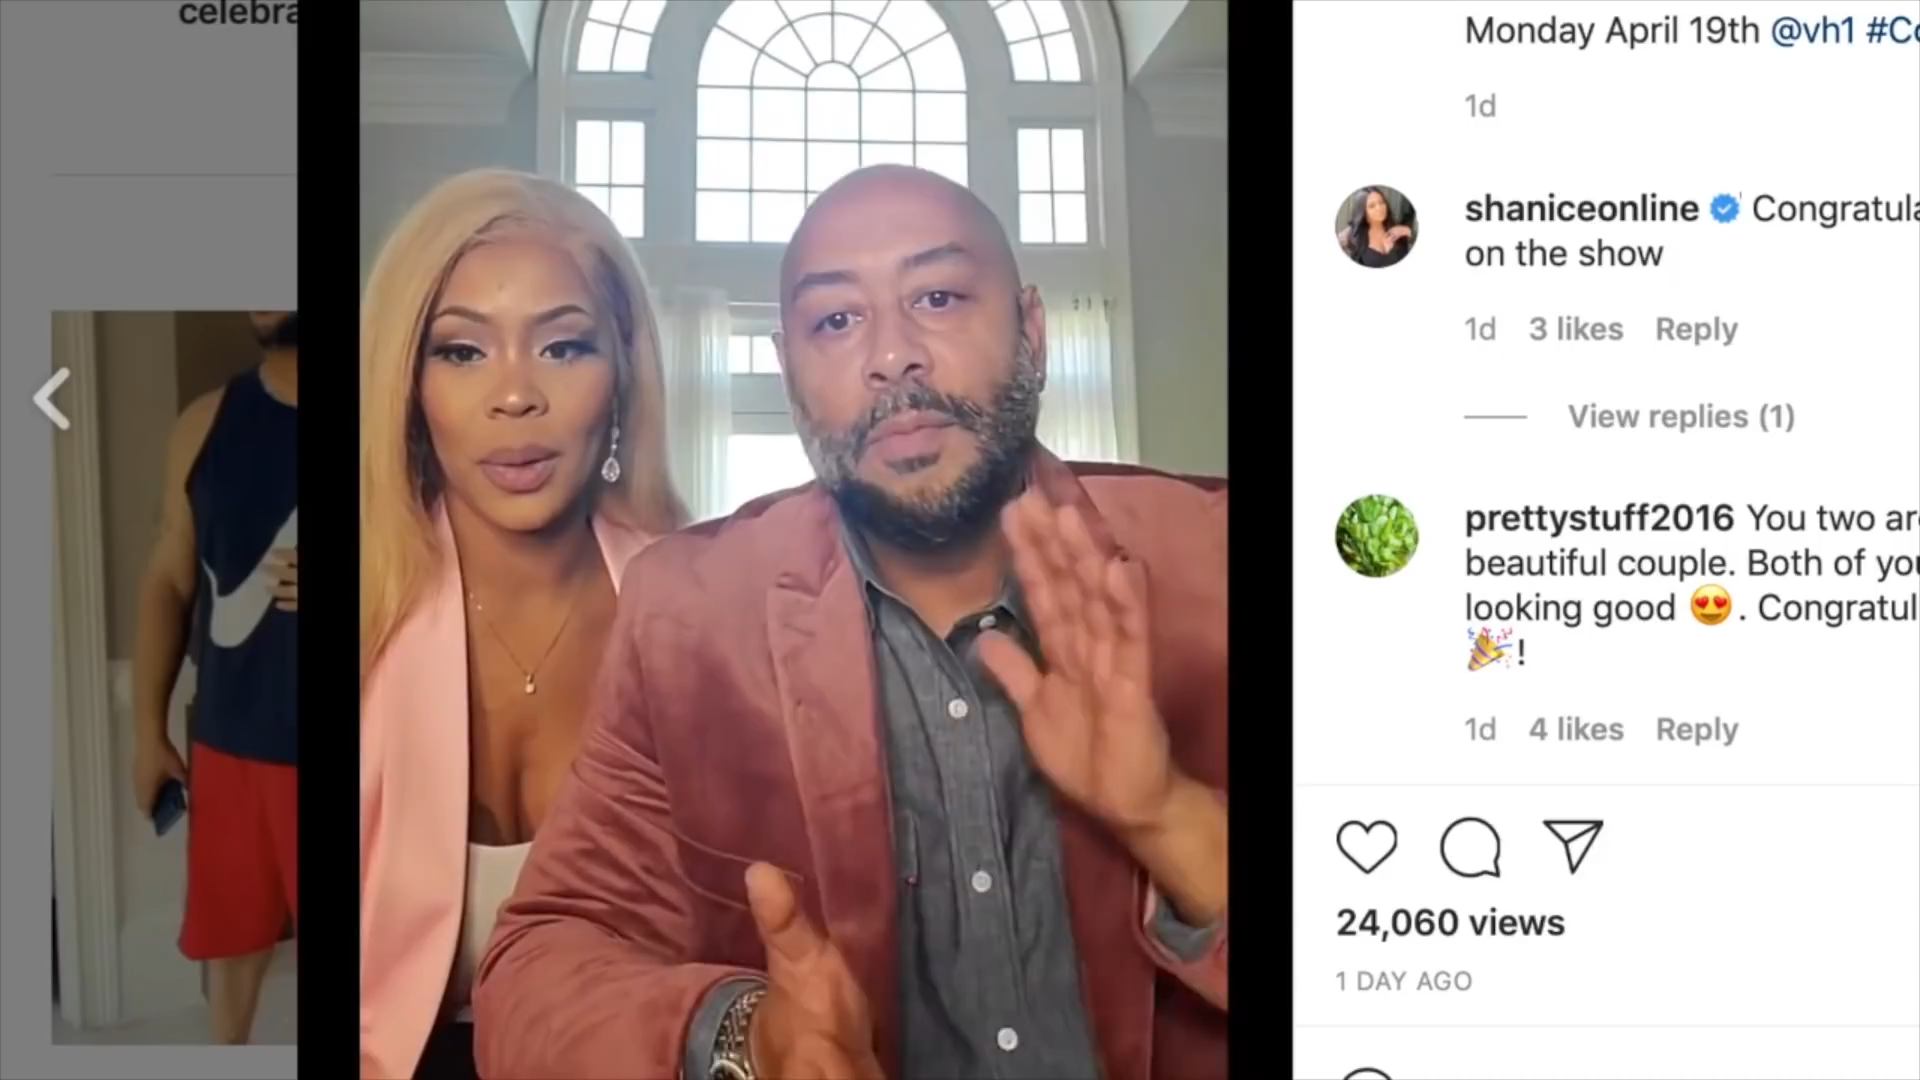 celebra
Monday April 19th @vh1 #Co
1d
shaniceonline Congratula
on the show
1d 3 likes Reply
View replies (1)
prettystuff2016 You two are
beautiful couple. Both of you
looking good 😍. Congratul
🎉!
1d 4 likes Reply
24,060 views
1 DAY AGO